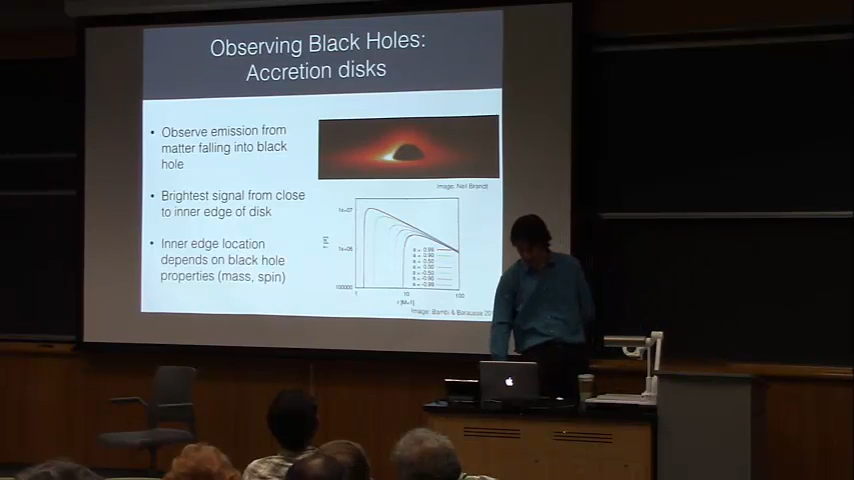 Observing Black Holes:
Accretion disks
• Observe emission from
matter falling into black
hole
• Brightest signal from close
to inner edge of disk
• Inner edge location
depends on black hole
properties (mass, spin)
Image: Neil Brandt
1e+07
1e+06
100000
1
10
100
T [K]
r [M=1]
Image: Bambi & Barausse 20